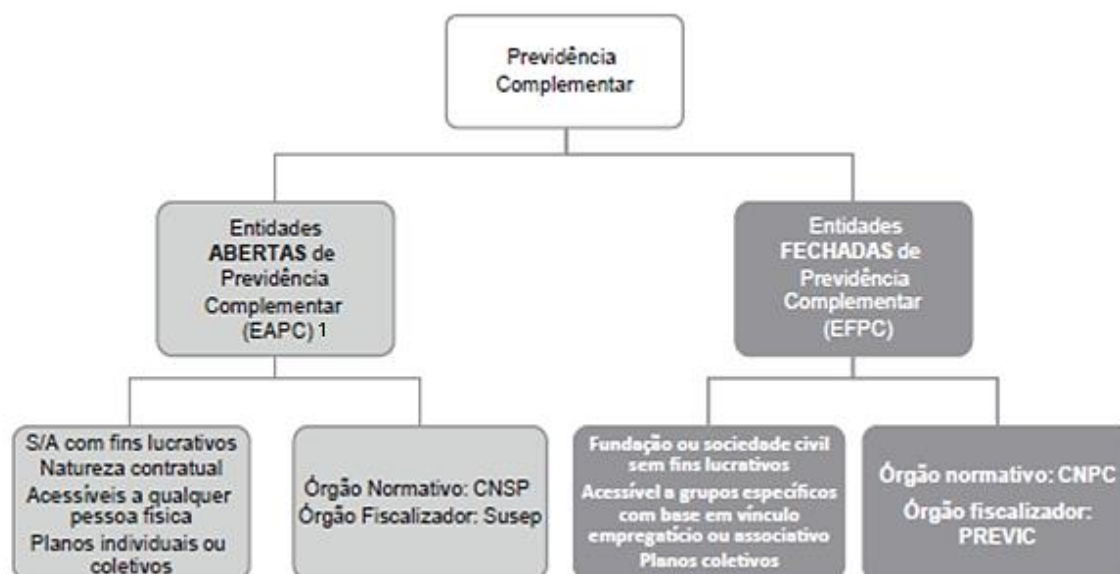 Previdência
Complementar
Entidades
ABERTAS de
Previdência
Complementar
(EAPC) 1
Entidades
FECHADAS de
Previdência
Complementar
(EFPC)
S/A com fins lucrativos
Natureza contratual
Acessíveis a qualquer
pessoa física
Planos individuais ou
coletivos
Órgão Normativo: CNSP
Órgão Fiscalizador: Susep
Fundação ou sociedade civil
sem fins lucrativos
Acessível a grupos específicos
com base em vínculo
empregatício ou associativo
Planos coletivos
Órgão normativo: CNPC
Órgão fiscalizador:
PREVIC